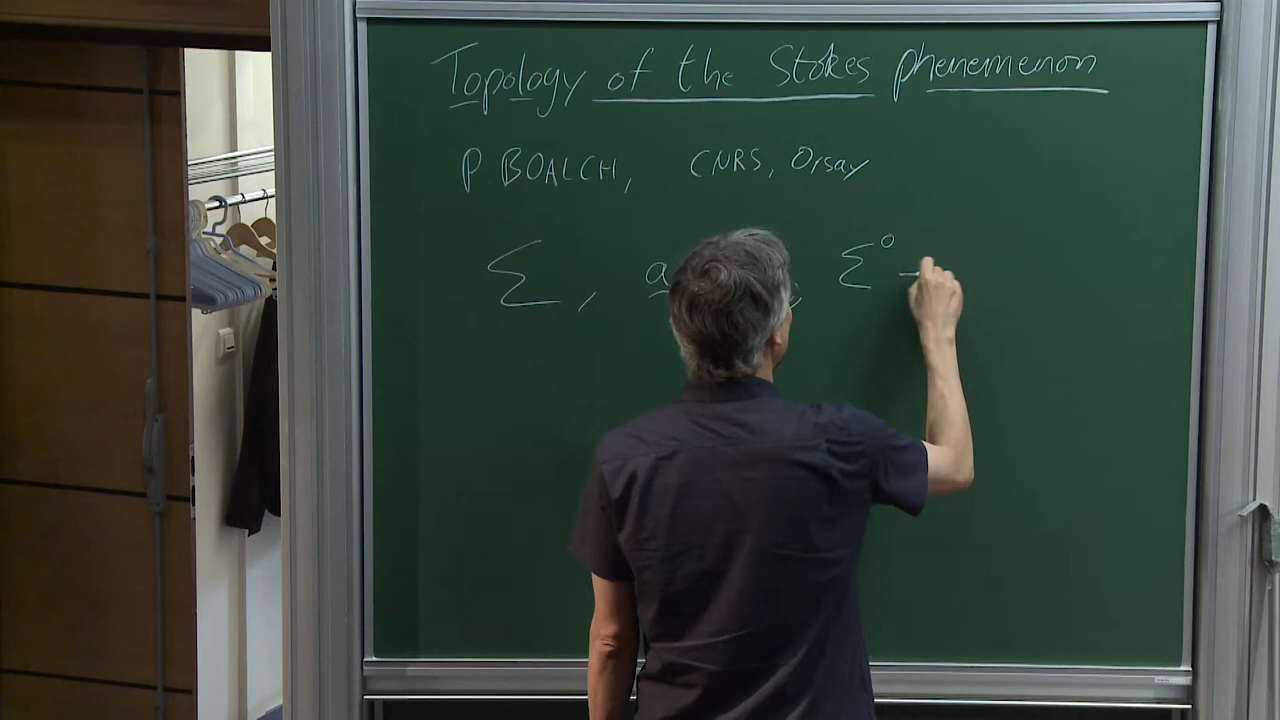 Topology of the Stokes phenomenon
P. BOALCH, CNRS, Orsay
Σ, a Σ° -